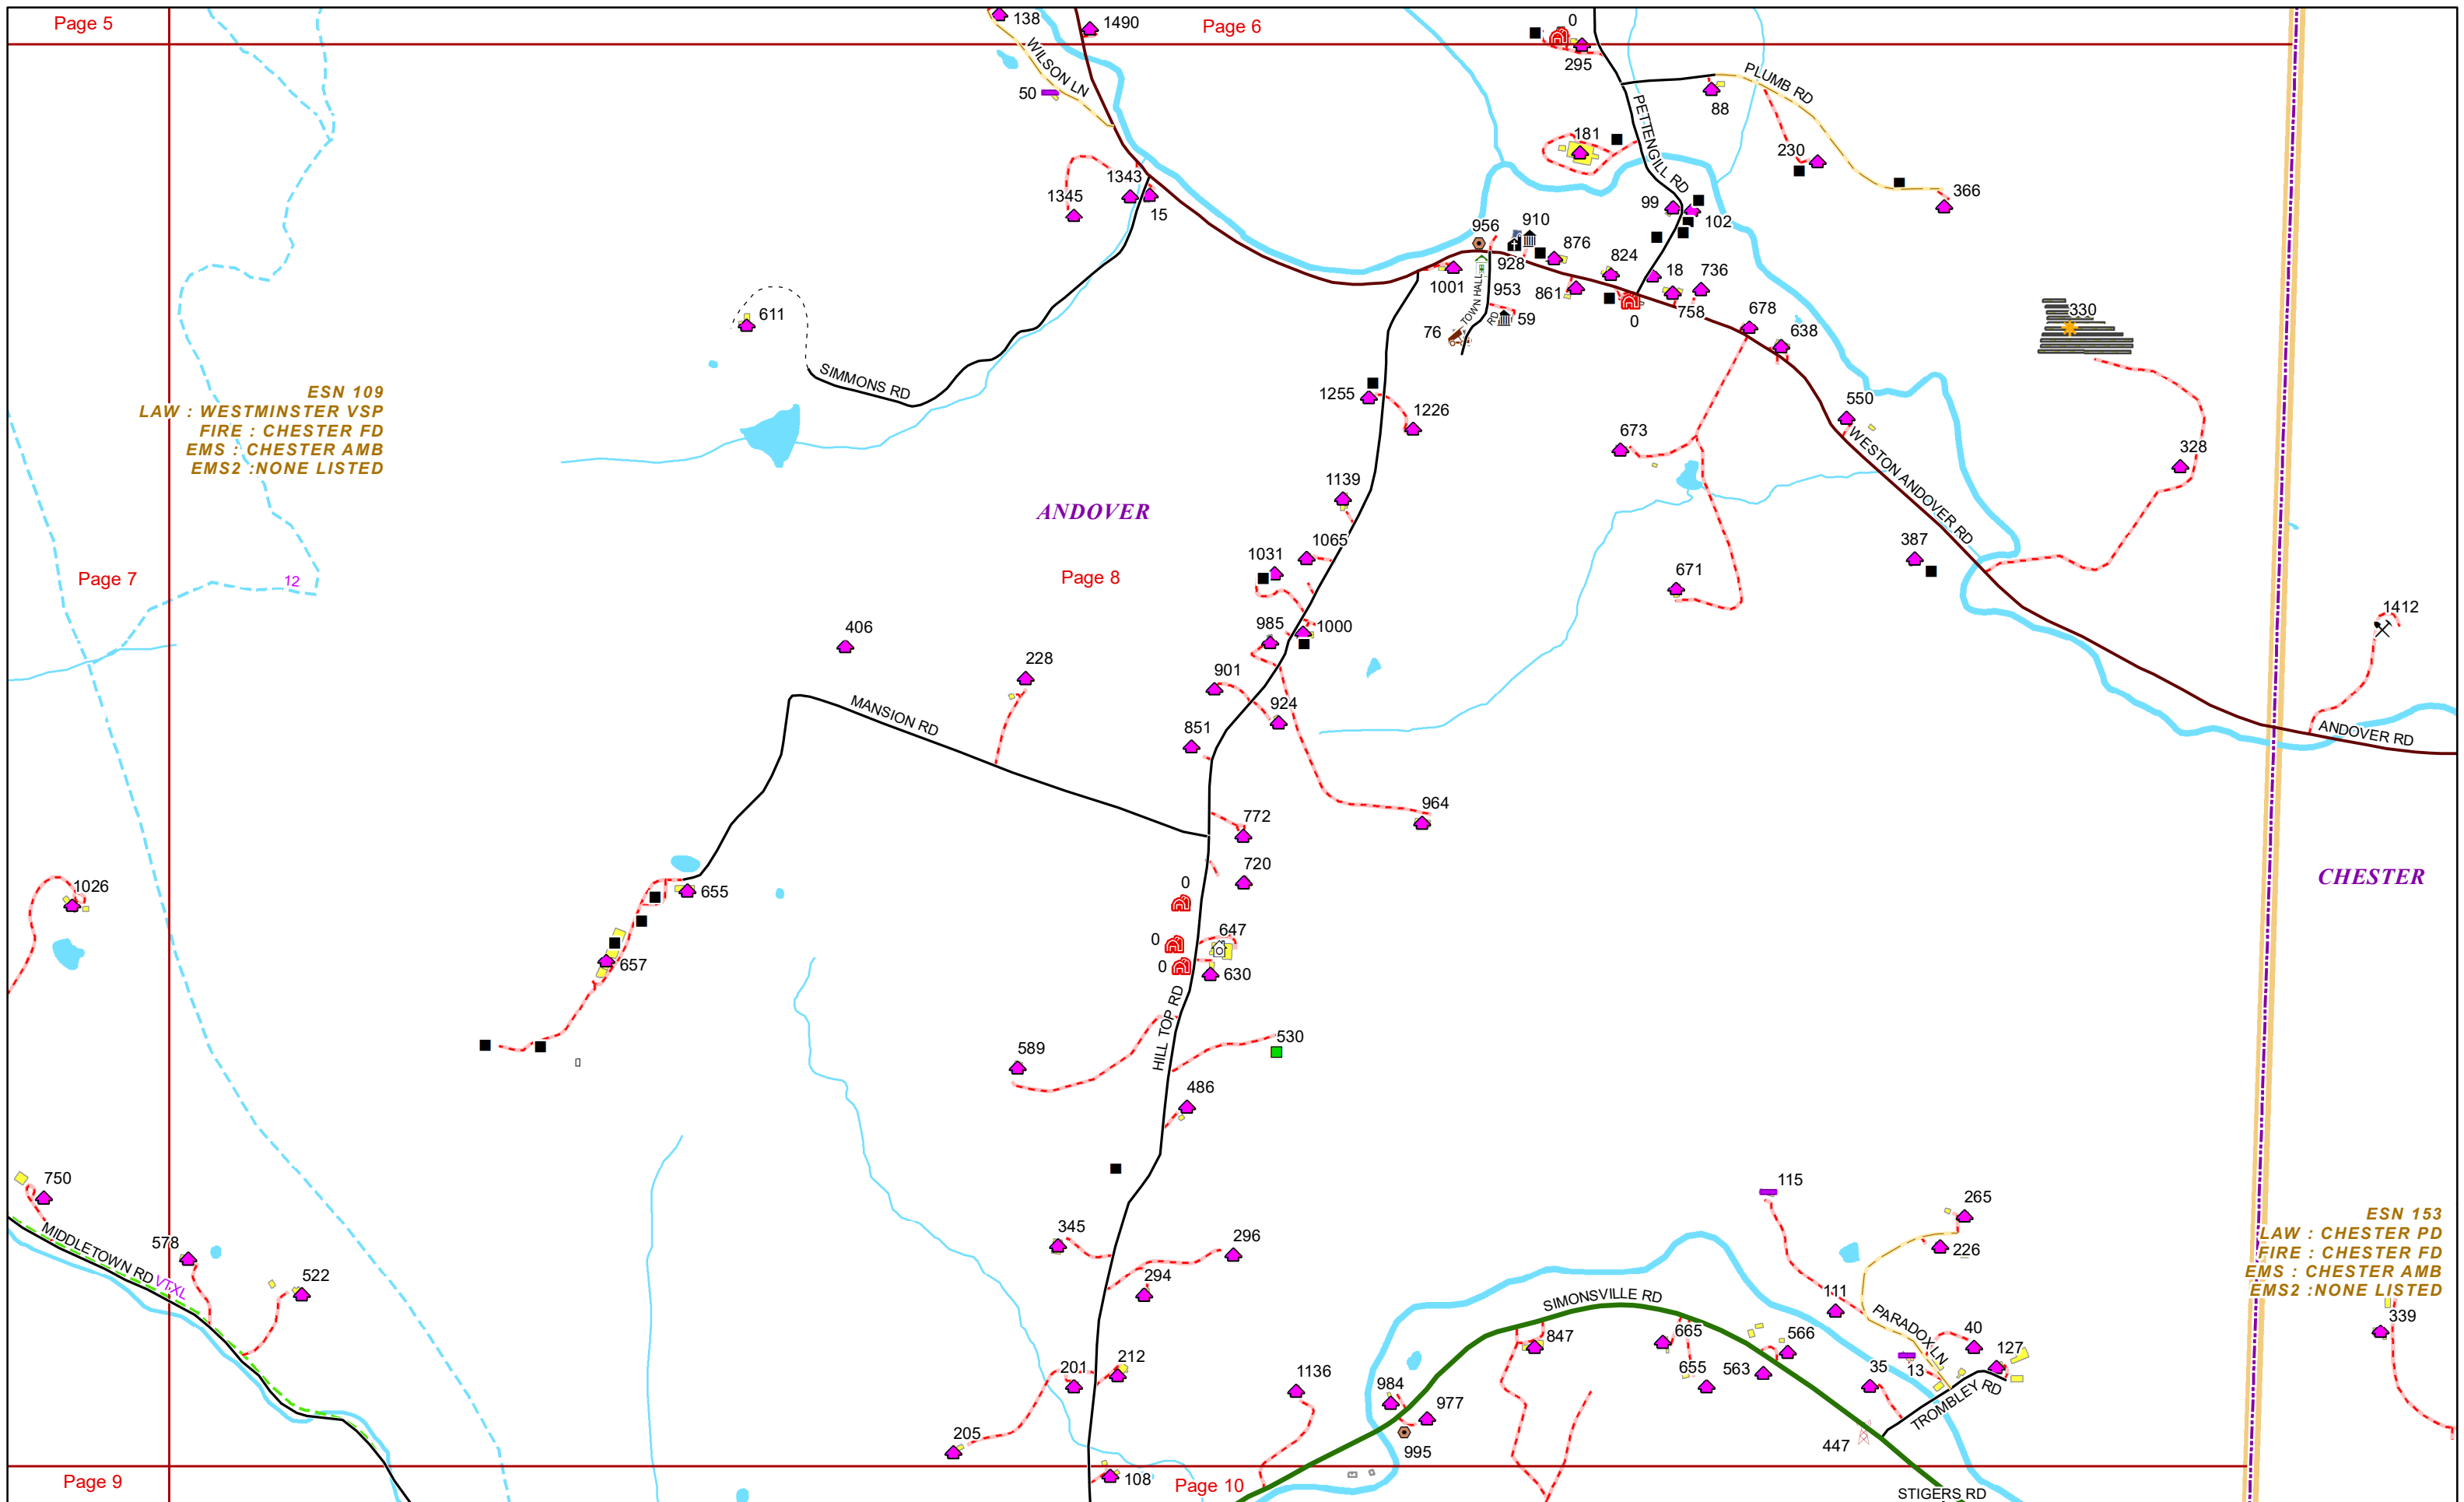 Page 5
138
1490
Page 6
0
295
WILSON LN
50
PLUMB RD
88
PETTENGILL RD
181
230
366
1343
1345
15
99
102
956
910
876
928
824
18
736
1001
TOWN HALL RD
953
861
59
76
0
758
678
638
330
611
SIMMONS RD
ESN 109
LAW : WESTMINSTER VSP
FIRE : CHESTER FD
EMS : CHESTER AMB
EMS2 :NONE LISTED
1255
1226
550
WESTON ANDOVER RD
673
328
1139
ANDOVER
1065
1031
387
Page 7
12
Page 8
671
1412
406
985
1000
228
901
924
MANSION RD
851
ANDOVER RD
964
772
720
0
1026
655
CHESTER
647
0
0
630
657
HILL TOP RD
530
589
486
750
115
265
MIDDLETOWN RD
VTXL
578
522
345
296
226
294
ESN 153
LAW : CHESTER PD
FIRE : CHESTER FD
EMS : CHESTER AMB
EMS2 :NONE LISTED
SIMONSVILLE RD
111
PARADOX LN
339
847
665
566
40
127
201
212
1136
984
655
563
35
13
TROMBLEY RD
977
205
995
447
Page 9
108
Page 10
STIGERS RD